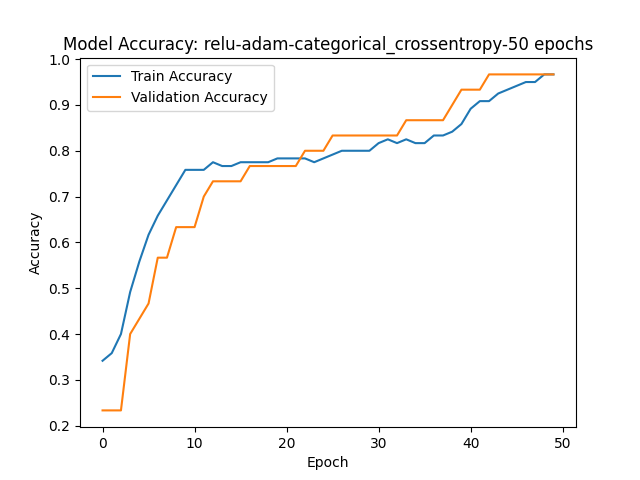 Model Accuracy: relu-adam-categorical_crossentropy-50 epochs
Train Accuracy
Validation Accuracy
1.0
0.9
0.8
0.7
0.6
0.5
0.4
0.3
0.2
Accuracy
0 10 20 30 40 50
Epoch